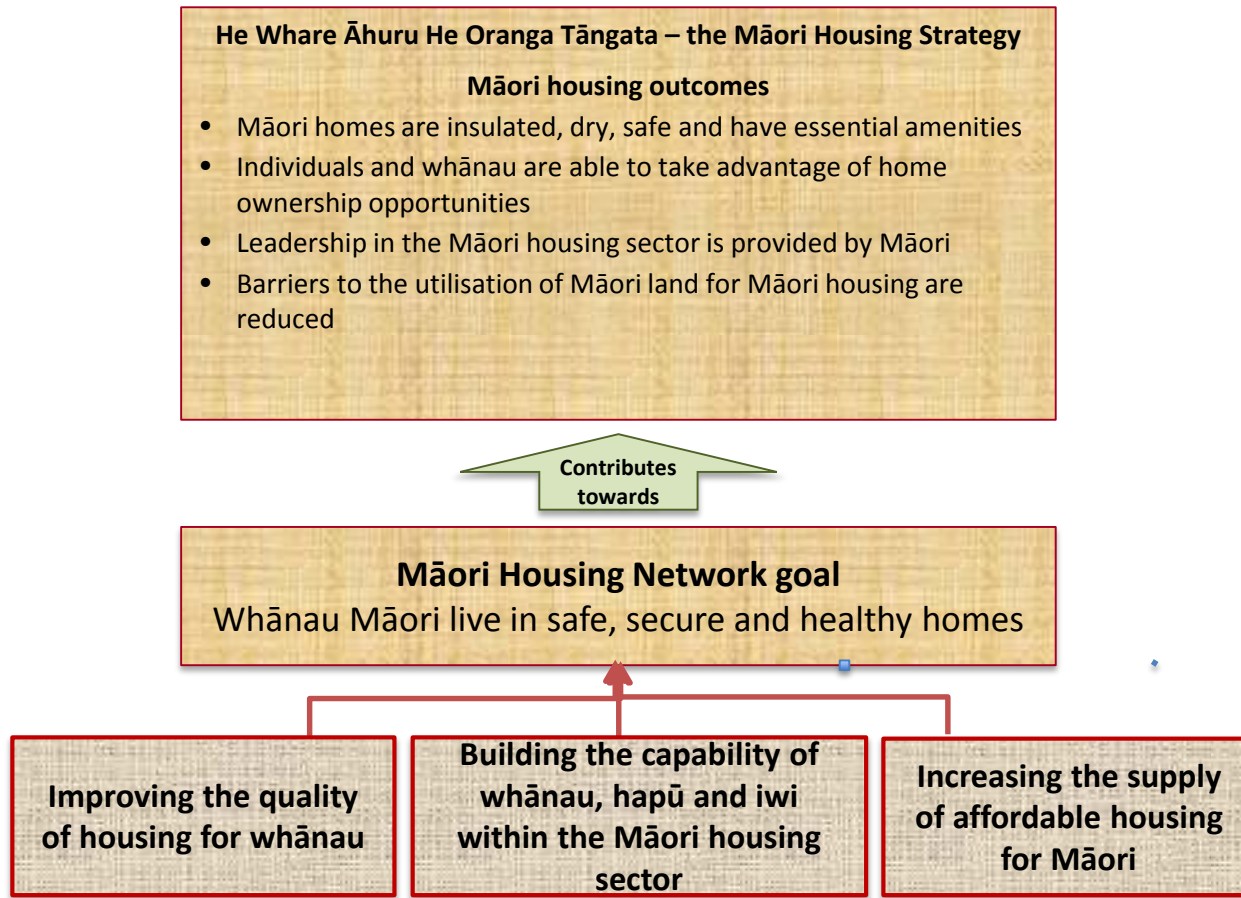 He Whare Āhuru He Oranga Tāngata – the Māori Housing Strategy
Māori housing outcomes
• Māori homes are insulated, dry, safe and have essential amenities
• Individuals and whānau are able to take advantage of home
ownership opportunities
• Leadership in the Māori housing sector is provided by Māori
• Barriers to the utilisation of Māori land for Māori housing are
reduced
Contributes
towards
Māori Housing Network goal
Whānau Māori live in safe, secure and healthy homes
Improving the quality
of housing for whānau
Building the capability of
whānau, hapū and iwi
within the Māori housing
sector
Increasing the supply
of affordable housing
for Māori